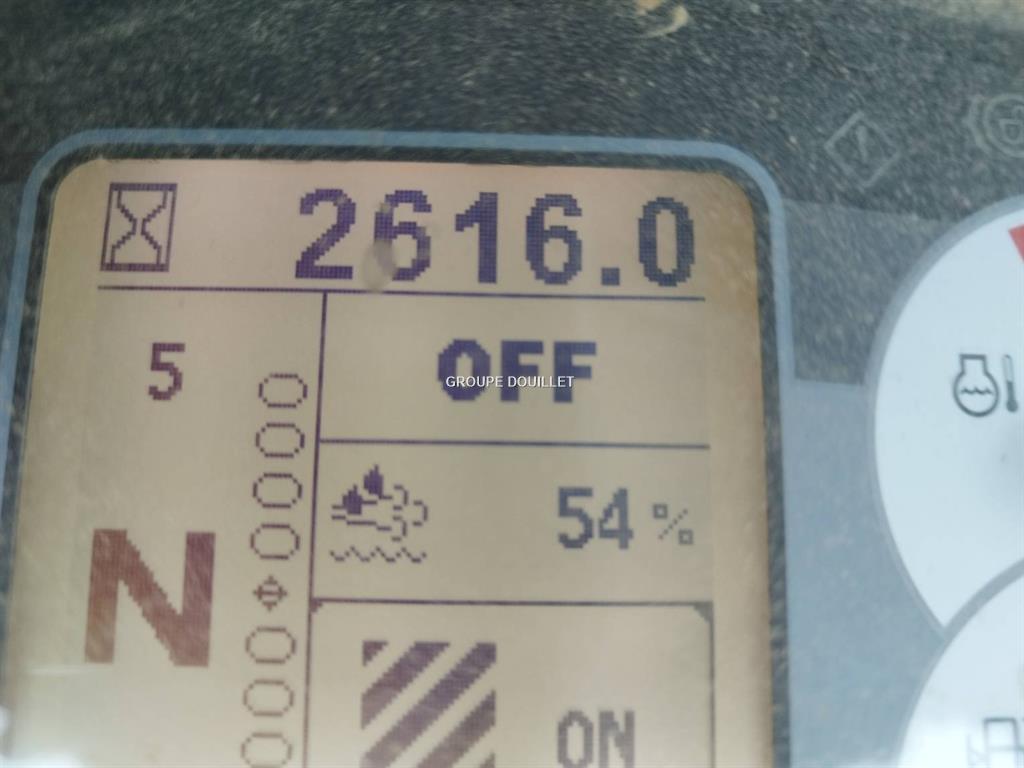 2616.0
5
OFF
GROUPE DOUILLET
54 %
N
ON